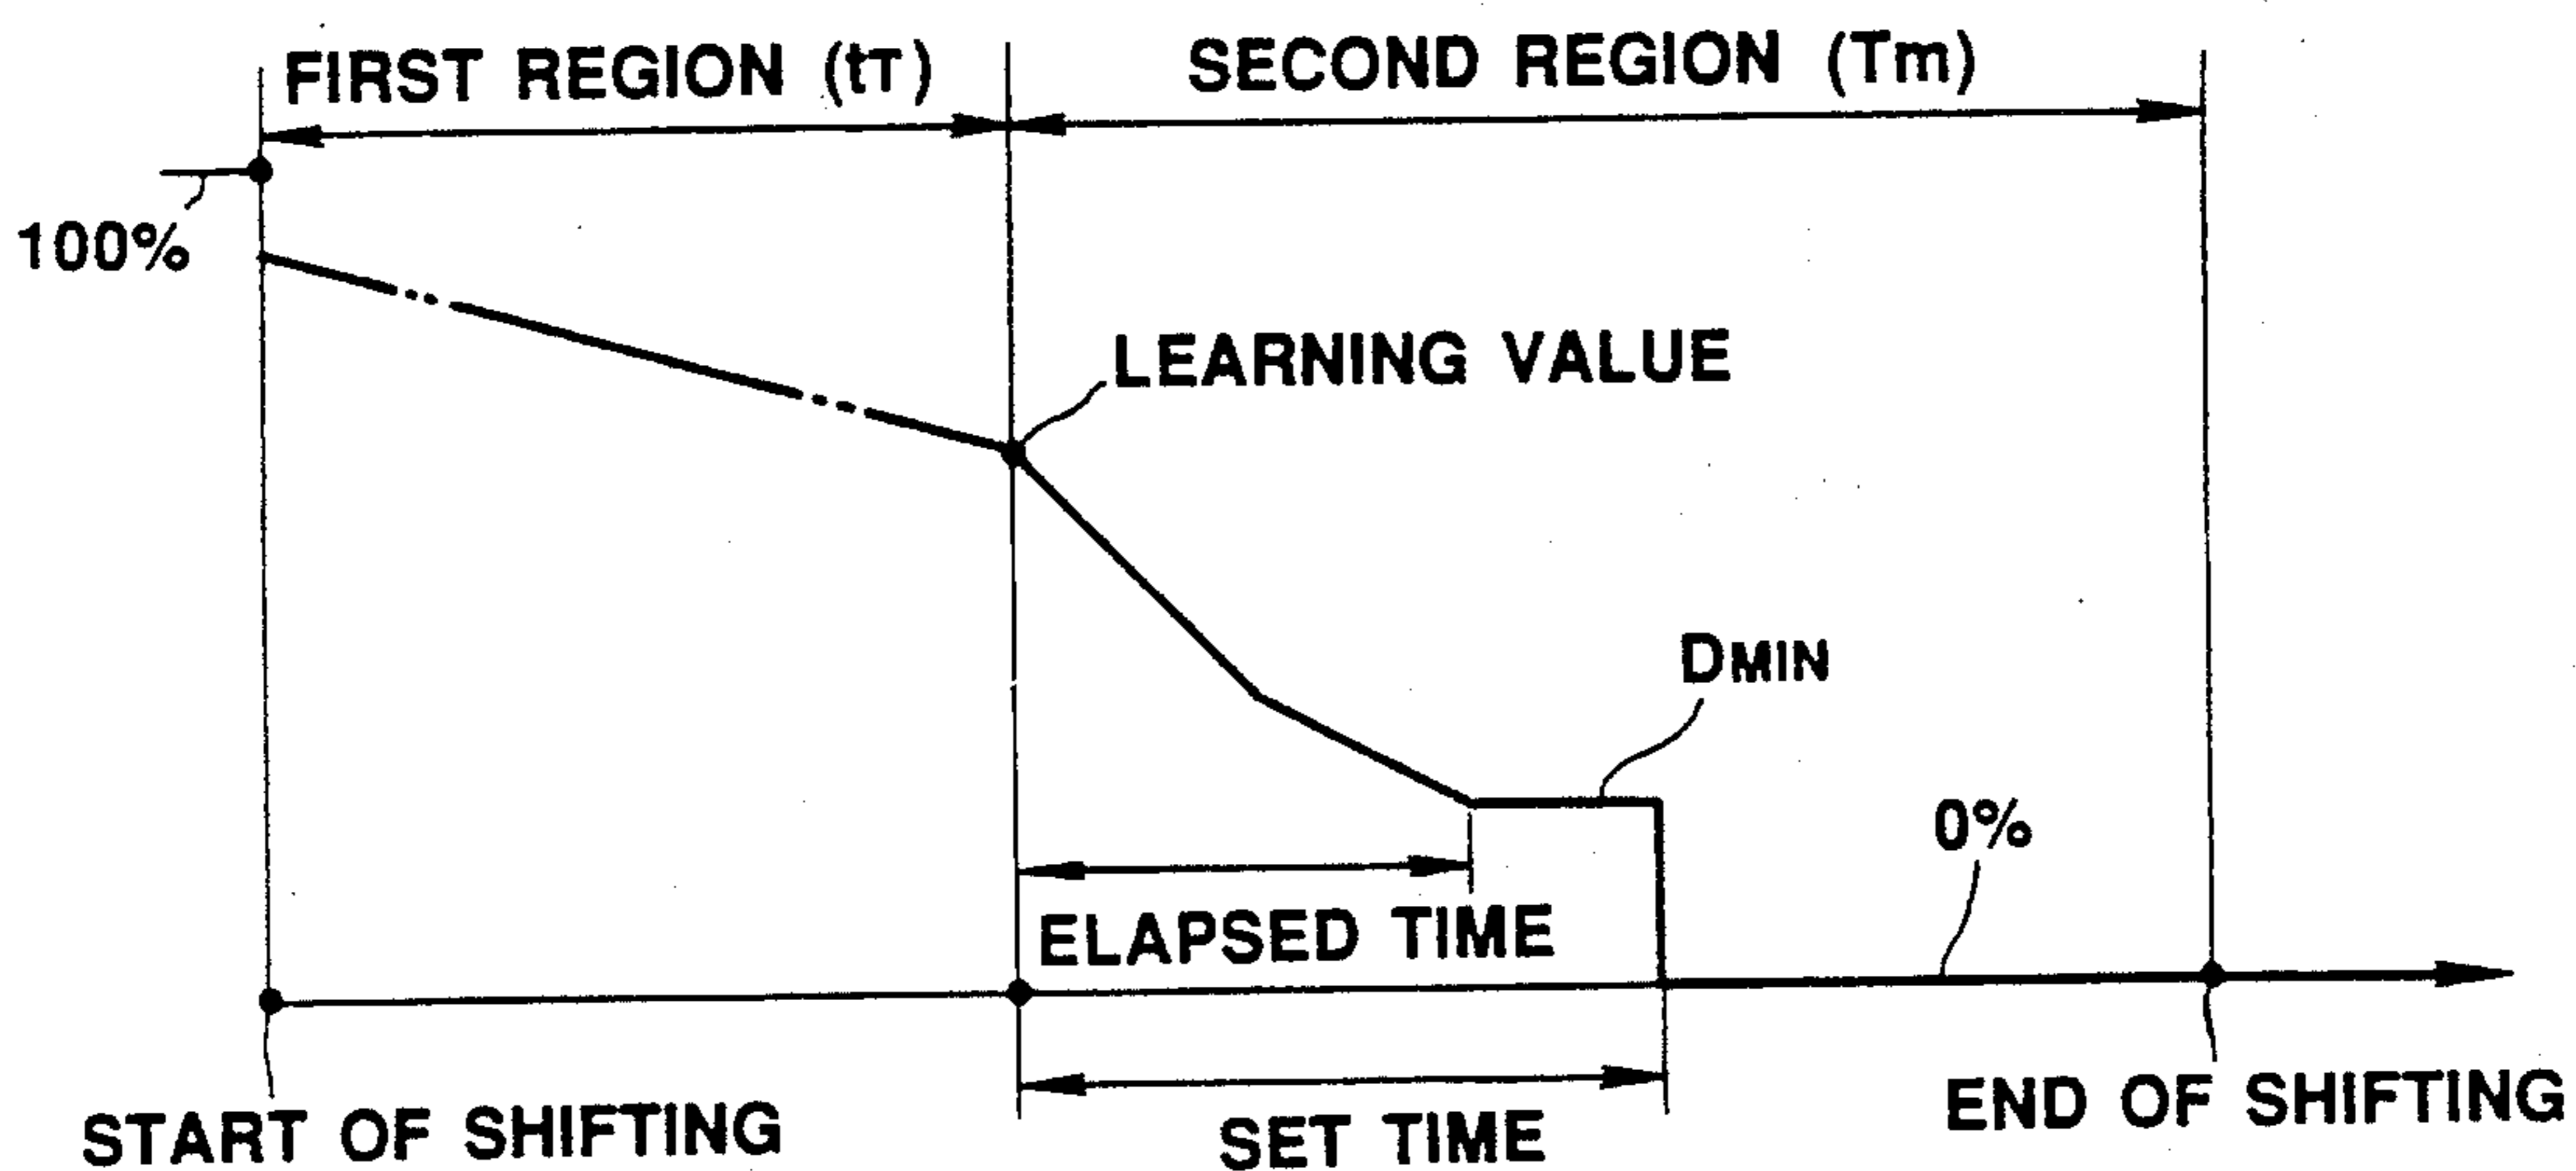 FIRST REGION (tT)
SECOND REGION (Tm)
100%
LEARNING VALUE
DMIN
0%
ELAPSED TIME
START OF SHIFTING
SET TIME
END OF SHIFTING